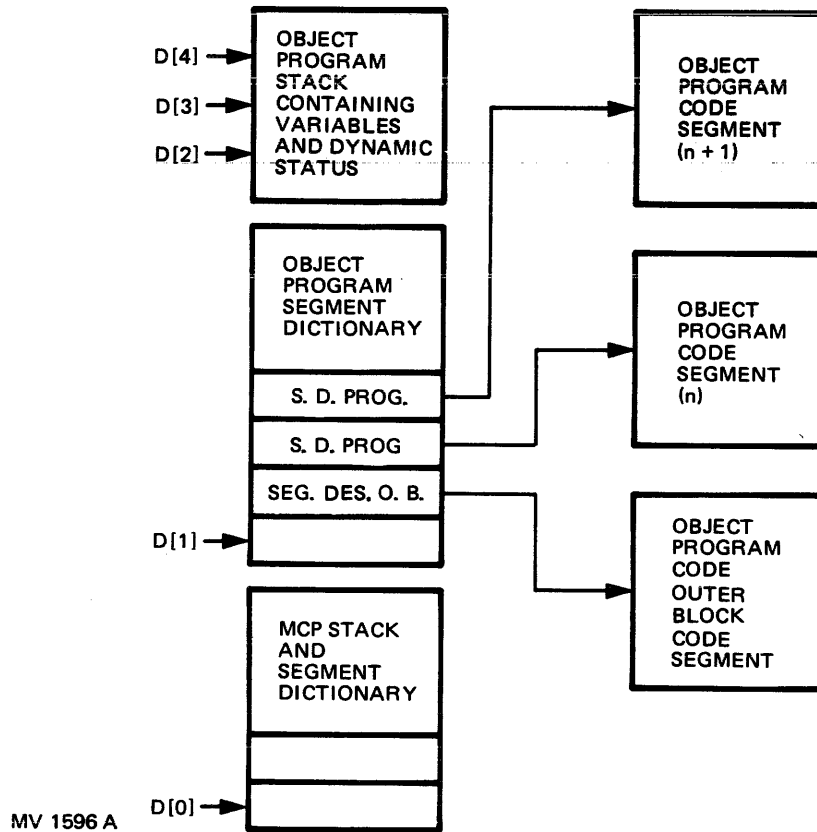 D[4]
D[3]
D[2]
OBJECT
PROGRAM
STACK
CONTAINING
VARIABLES
AND DYNAMIC
STATUS
OBJECT
PROGRAM
CODE
SEGMENT
(n + 1)
OBJECT
PROGRAM
SEGMENT
DICTIONARY
S. D. PROG.
S. D. PROG
SEG. DES. O. B.
D[1]
OBJECT
PROGRAM
CODE
SEGMENT
(n)
OBJECT
PROGRAM
CODE
OUTER
BLOCK
CODE
SEGMENT
MCP STACK
AND
SEGMENT
DICTIONARY
D[0]
MV 1596 A